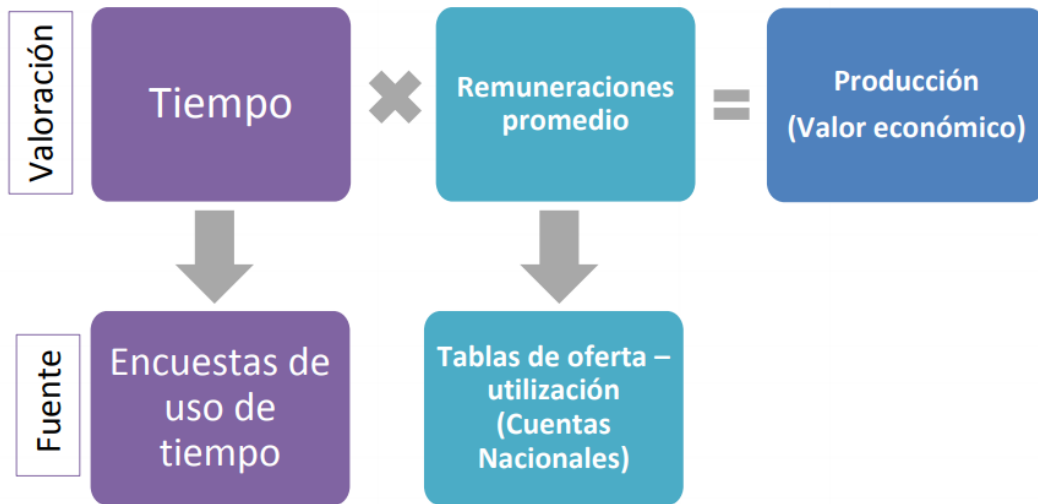 Valoración
Tiempo
Remuneraciones
promedio
Producción
(Valor económico)
Fuente
Encuestas de
uso de
tiempo
Tablas de oferta –
utilización
(Cuentas
Nacionales)